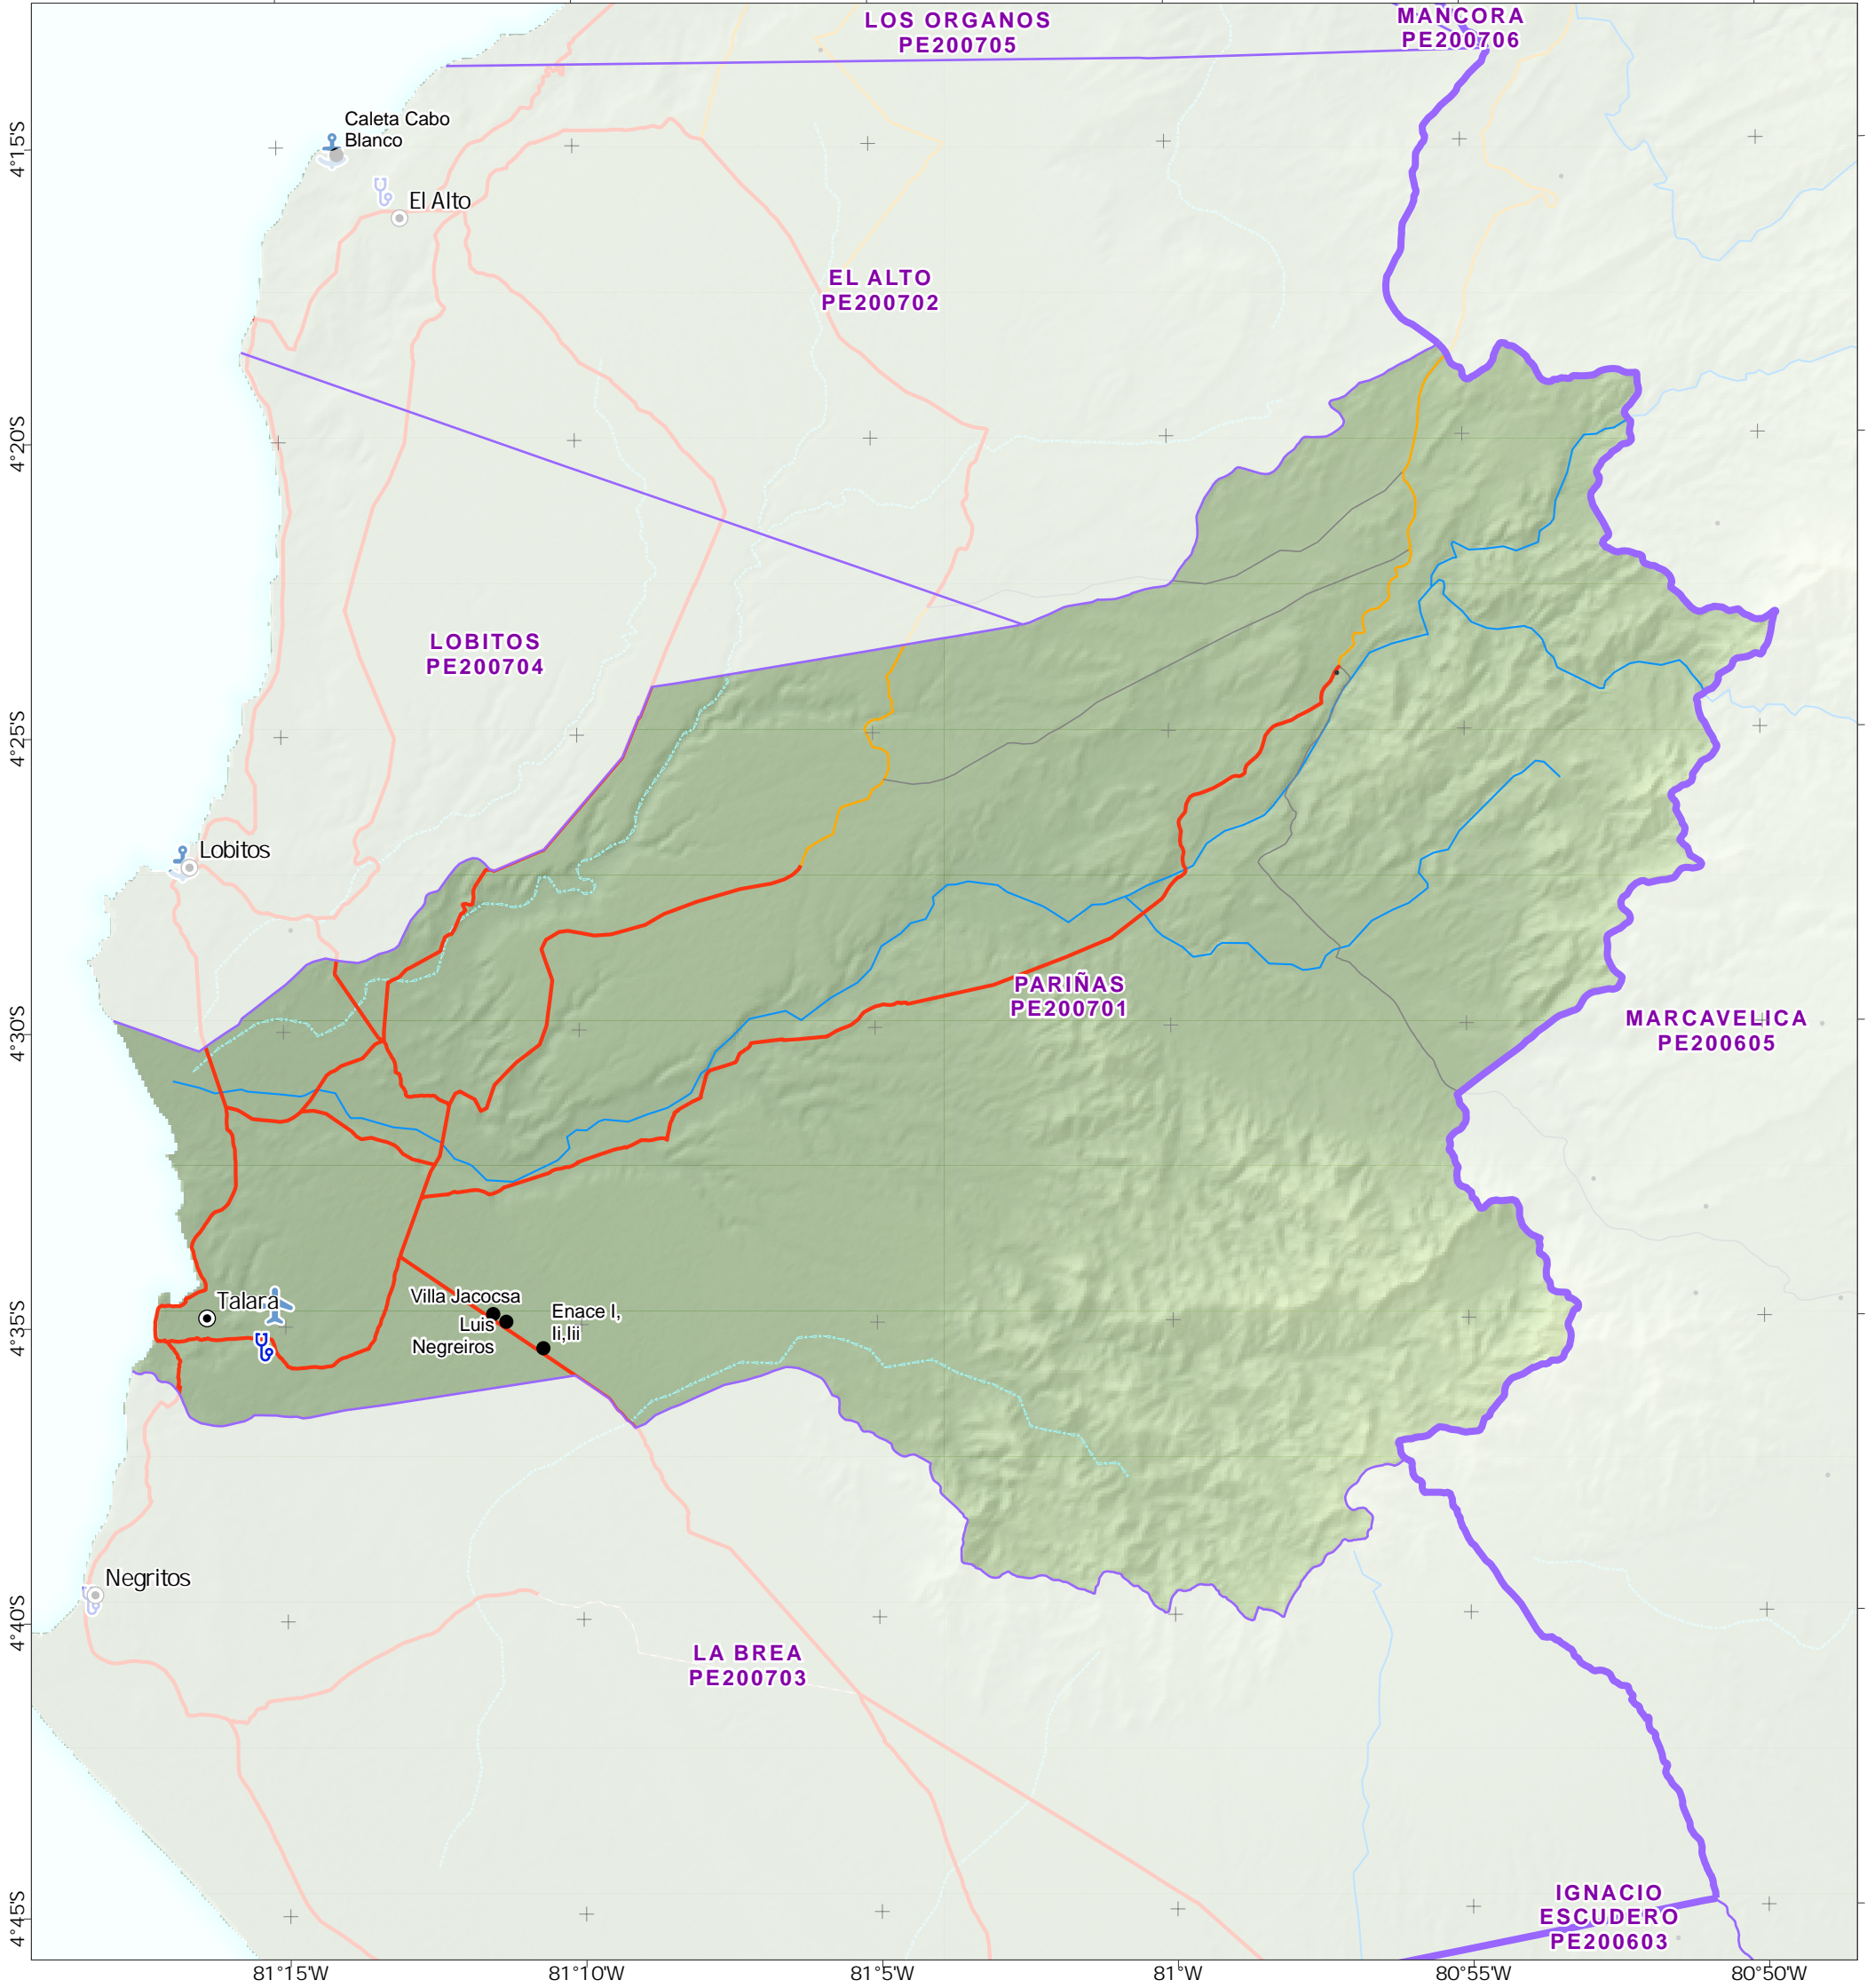 LOS ORGANOS
PE200705
MANCORA
PE200706
Caleta Cabo
Blanco
4°15'S
El Alto
EL ALTO
PE200702
4°20'S
LOBITOS
PE200704
4°25'S
Lobitos
PARIÑAS
PE200701
4°30'S
MARCAVELICA
PE200605
Villa Jacocsa
Talara
Enace I,
Ii,Iii
Luis
Negreiros
4°35'S
Negritos
4°40'S
LA BREA
PE200703
4°45'S
IGNACIO
ESCUDERO
PE200603
81°15'W
81°10'W
81°5'W
81°W
80°55'W
80°50'W